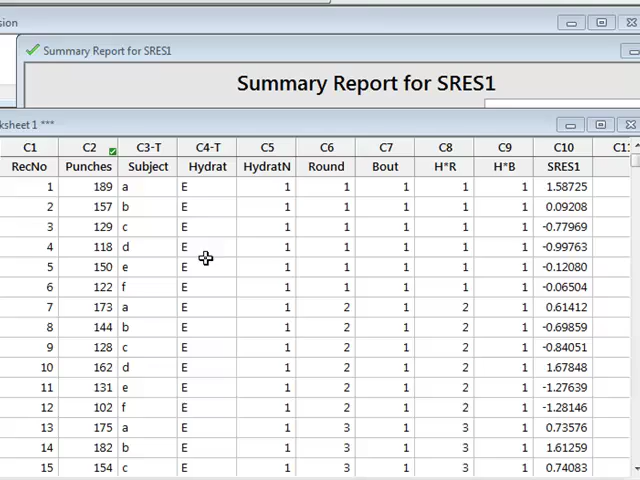 sion
Summary Report for SRES1
Summary Report for SRES1
ksheet 1 ***
C1 C2 C3-T C4-T C5 C6 C7 C8 C9 C10 C11
RecNo Punches Subject Hydrat HydratN Round Bout H*R H*B SRES1
1 189 a E 1 1 1 1 1 1.58725
2 157 b E 1 1 1 1 1 0.09208
3 129 c E 1 1 1 1 1 -0.77969
4 118 d E 1 1 1 1 1 -0.99763
5 150 e E 1 1 1 1 1 -0.12080
6 122 f E 1 1 1 1 1 -0.06504
7 173 a E 1 2 1 2 1 0.61412
8 144 b E 1 2 1 2 1 -0.69859
9 128 c E 1 2 1 2 1 -0.84051
10 162 d E 1 2 1 2 1 1.67848
11 131 e E 1 2 1 2 1 -1.27639
12 102 f E 1 2 1 2 1 -1.28146
13 175 a E 1 3 1 3 1 0.73576
14 182 b E 1 3 1 3 1 1.61259
15 154 c E 1 3 1 3 1 0.74083